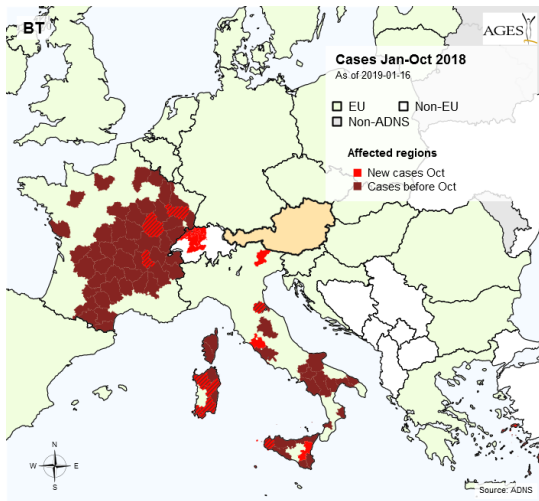 BT
AGES
Cases Jan-Oct 2018
As of 2019-01-16
EU
Non-EU
Non-ADNS
Affected regions
New cases Oct
Cases before Oct
N
W
E
S
Source: ADNS